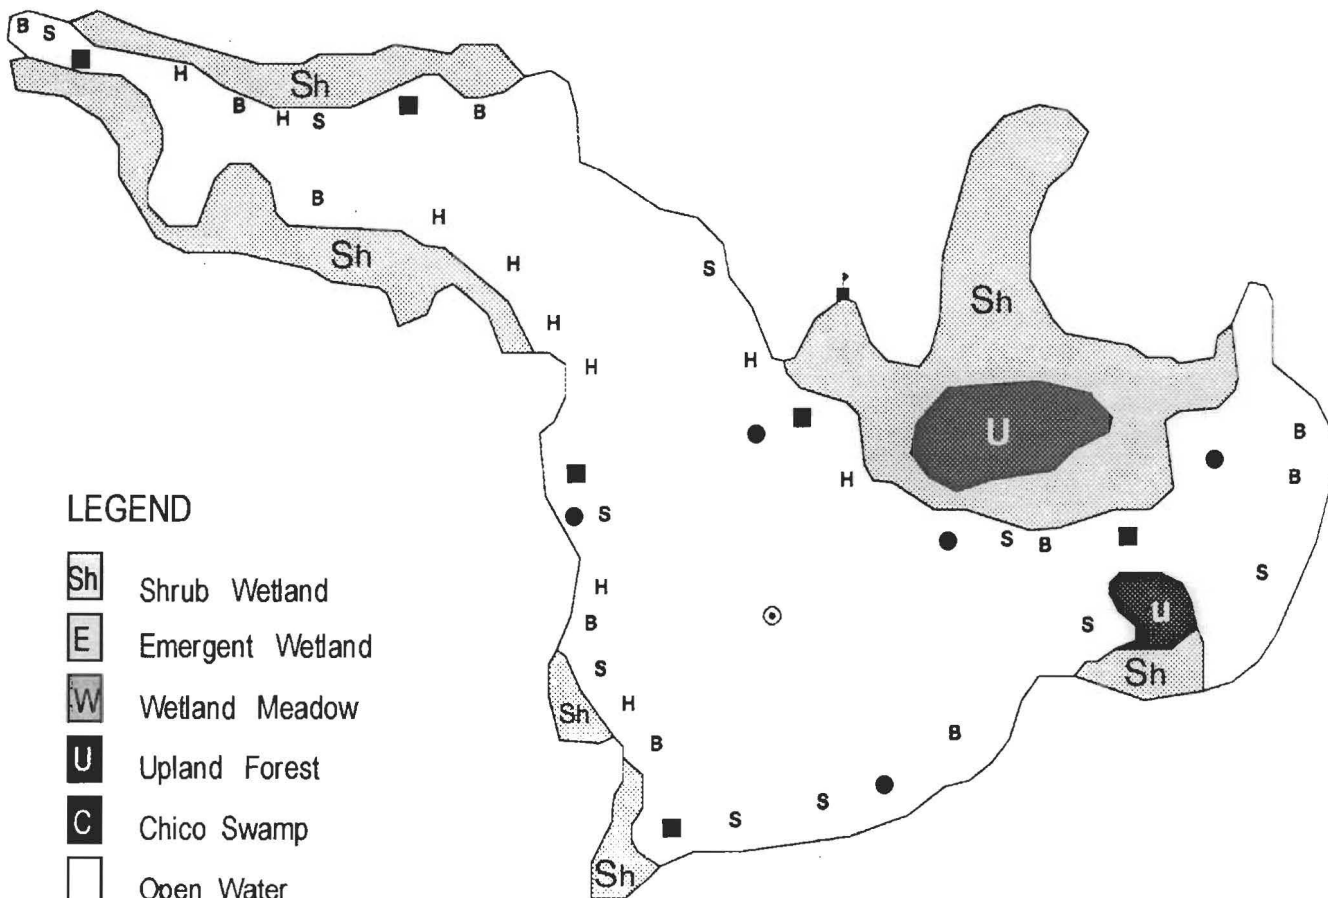 B S
H
Sh
B
H
S
B
B
H
Sh
H
S
Sh
H
H
H
U
B
B
H
S
S
B
S
H
U
B
S
S
Sh
H
Sh
B
B
S
S
Sh
LEGEND
Sh Shrub Wetland
E Emergent Wetland
W Wetland Meadow
U Upland Forest
C Chico Swamp
Open Water